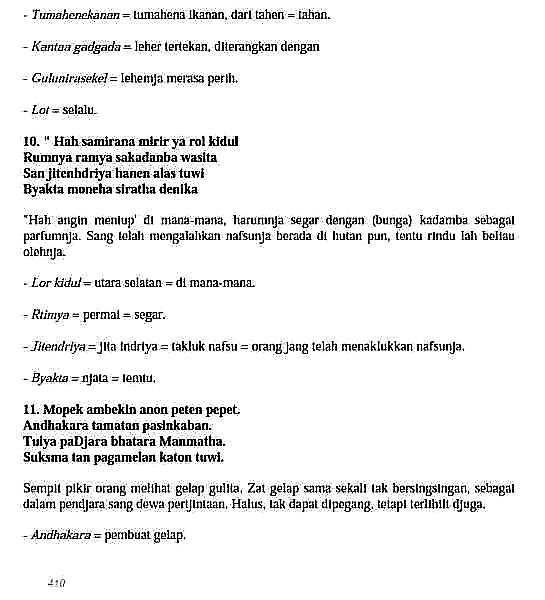 - Tumahenekanan = tumahena ikanan, dari tahen = tahan.
- Kantaa gadgada = leher tertekan, diterangkan dengan
- Gulunirasekel = lehernja merasa perih.
- Lot = selalu.
10. " Hah samirana mirir ya rol kidul
Rumnya ramya sakadanba wasita
San jitenhdriya hanen alas tuwi
Byakta moneha siratha denika
"Hah angin meniup' di mana-mana, harumnja segar dengan (bunga) kadamba sebagai
parfumnja. Sang telah mengalahkan nafsunja berada di hutan pun, tentu rindu lah beliau
olehnja.
- Lor kidul = utara selatan = di mana-mana.
- Rtimya = permai = segar.
- Jitendriya = jita indriya = takluk nafsu = orang jang telah menaklukkan nafsunja.
- Byakta = njata = temtu.
11. Mopek ambekin anon peten pepet.
Andhakara tamatan pasinkaban.
Tulya paDjara bhatara Manmatha.
Suksma tan pagamelan katon tuwi.
Sempit pikir orang melihat gelap gulita, Zat gelap sama sekali tak bersingsingan, sebagai
dalam pendjara sang dewa pertjintaan, Halus, tak dapat dipegang, tetapi terlihilt djuga.
- Andhakara = pembuat gelap.
410